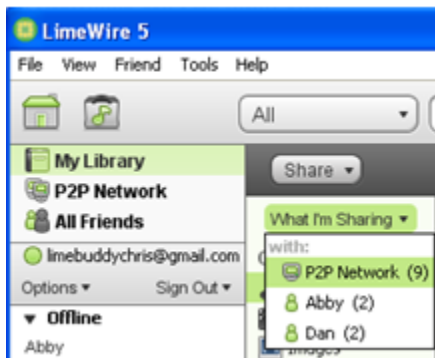 LimeWire 5
File View Friend Tools Help
All
My Library
P2P Network
All Friends
limebuddychris@gmail.com
Options Sign Out
Offline
Abby
Share
What I'm Sharing
with:
P2P Network (9)
Abby (2)
Dan (2)
Images